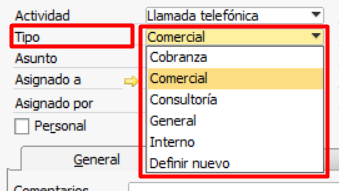 Actividad Llamada telefónica
Tipo Comercial
Asunto Cobranza
Asignado a Comercial
Asignado por Consultoría
General
Personal Interno
General Definir nuevo
Comentarios